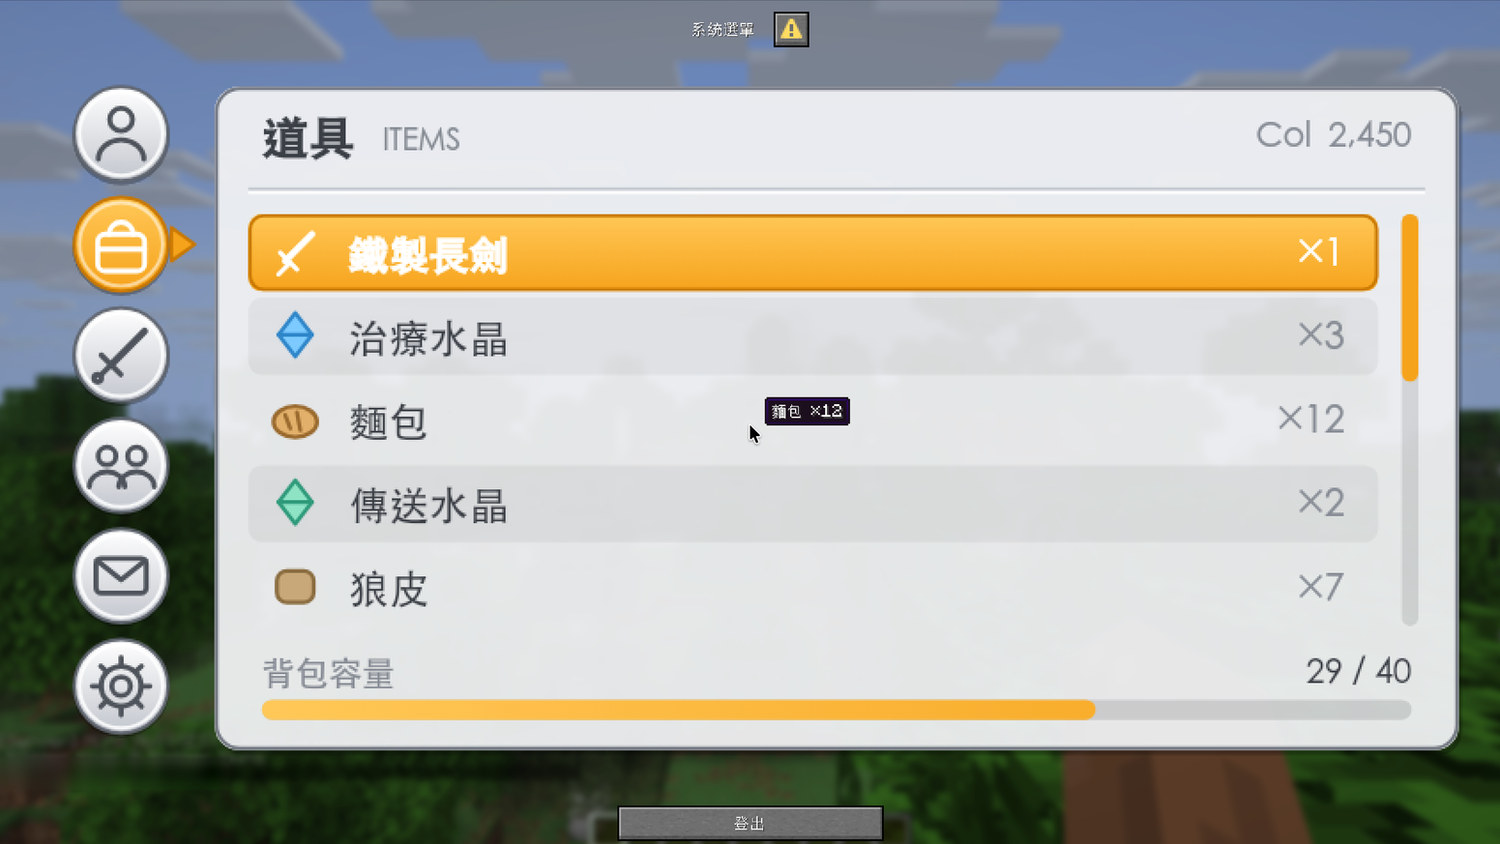 系統選單
道具 ITEMS Col 2,450
鐵製長劍 ×1
治療水晶 ×3
麵包 ×12
麵包 ×12
傳送水晶 ×2
狼皮 ×7
背包容量 29 / 40
登出